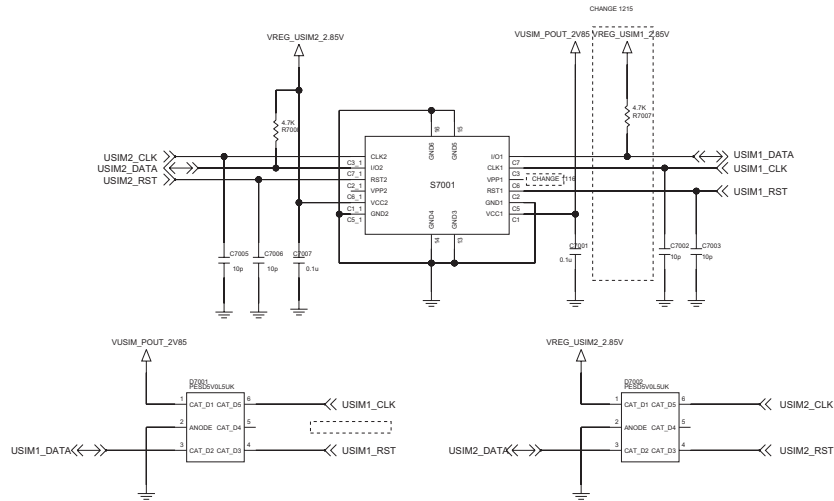 CHANGE 1215
VREG_USIM2_2.85V
VUSIM_POUT_2V85
VREG_USIM1_2.85V
4.7K
R7006
4.7K
R7007
16
15
GND6
GND5
USIM2_CLK
USIM2_DATA
USIM2_RST
C3_1
C7_1
C2_1
C6_1
C1_1
C5_1
CLK2
I/O2
RST2
VPP2
VCC2
GND2
S7001
I/O1
CLK1
VPP1
RST1
GND1
VCC1
C7
C3
C6
C2
C5
C1
CHANGE 1116
USIM1_DATA
USIM1_CLK
USIM1_RST
GND4
GND3
14
13
C7005
10p
C7006
10p
C7007
0.1u
C7001
0.1u
C7002
10p
C7003
10p
VUSIM_POUT_2V85
D7001
PESD5V0L5UK
1 CAT_D1 CAT_D5 6
USIM1_CLK
2 ANODE CAT_D4 5
USIM1_DATA
3 CAT_D2 CAT_D3 4
USIM1_RST
VREG_USIM2_2.85V
D7002
PESD5V0L5UK
1 CAT_D1 CAT_D5 6
USIM2_CLK
2 ANODE CAT_D4 5
USIM2_DATA
3 CAT_D2 CAT_D3 4
USIM2_RST